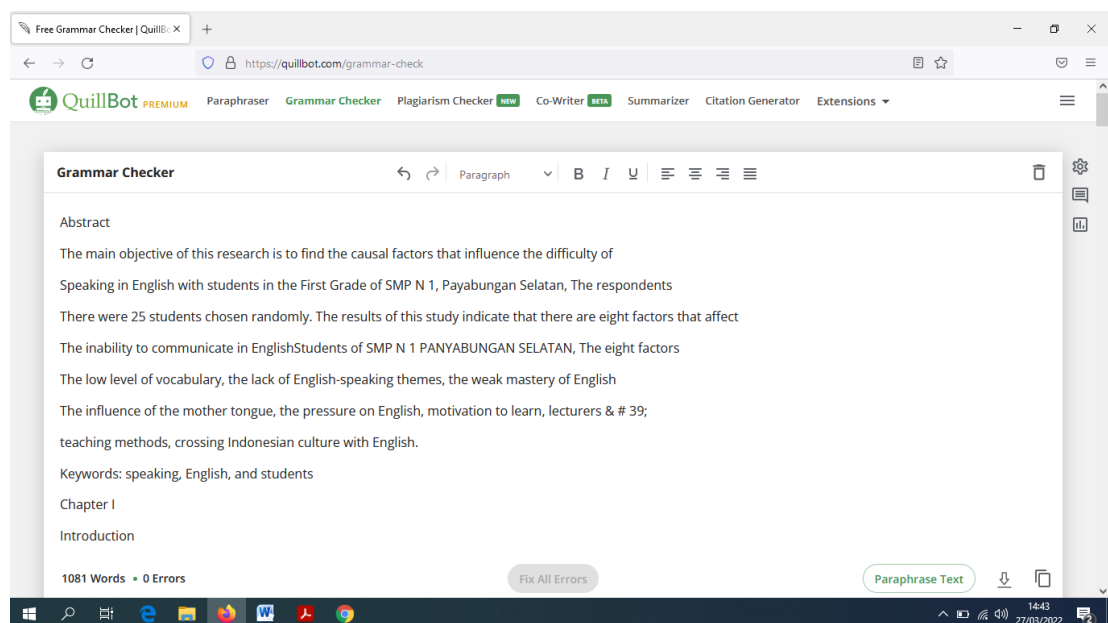 Free Grammar Checker | QuillBo
https://quillbot.com/grammar-check
QuillBot PREMIUM Paraphraser Grammar Checker Plagiarism Checker NEW Co-Writer BETA Summarizer Citation Generator Extensions
Grammar Checker Paragraph B I U
Abstract
The main objective of this research is to find the causal factors that influence the difficulty of
Speaking in English with students in the First Grade of SMP N 1, Payabungan Selatan, The respondents
There were 25 students chosen randomly. The results of this study indicate that there are eight factors that affect
The inability to communicate in EnglishStudents of SMP N 1 PANYABUNGAN SELATAN, The eight factors
The low level of vocabulary, the lack of English-speaking themes, the weak mastery of English
The influence of the mother tongue, the pressure on English, motivation to learn, lecturers & # 39;
teaching methods, crossing Indonesian culture with English.
Keywords: speaking, English, and students
Chapter I
Introduction
1081 Words • 0 Errors Fix All Errors Paraphrase Text
14:43
27/03/2022
2